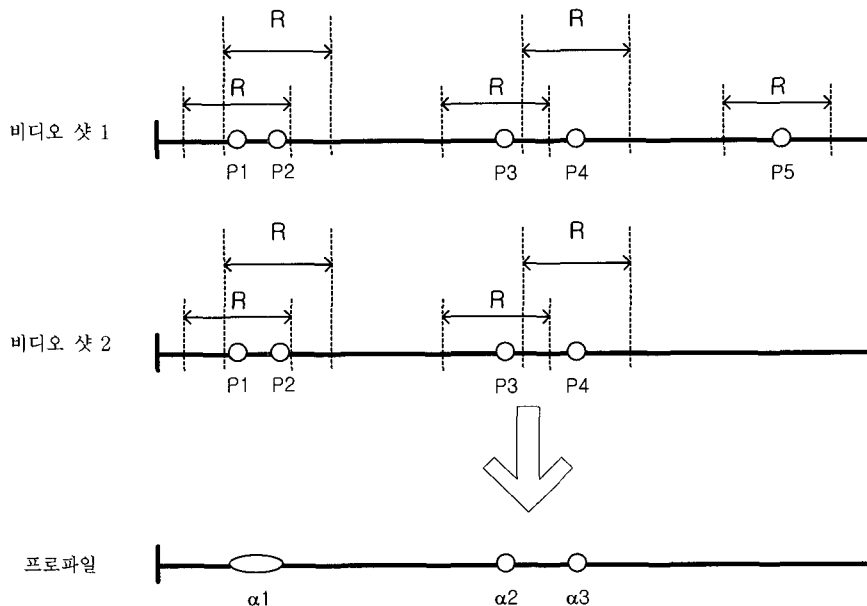 R R
R R R
비디오 샷 1
P1 P2 P3 P4 P5
R R
R R
비디오 샷 2
P1 P2 P3 P4
프로파일
α1 α2 α3